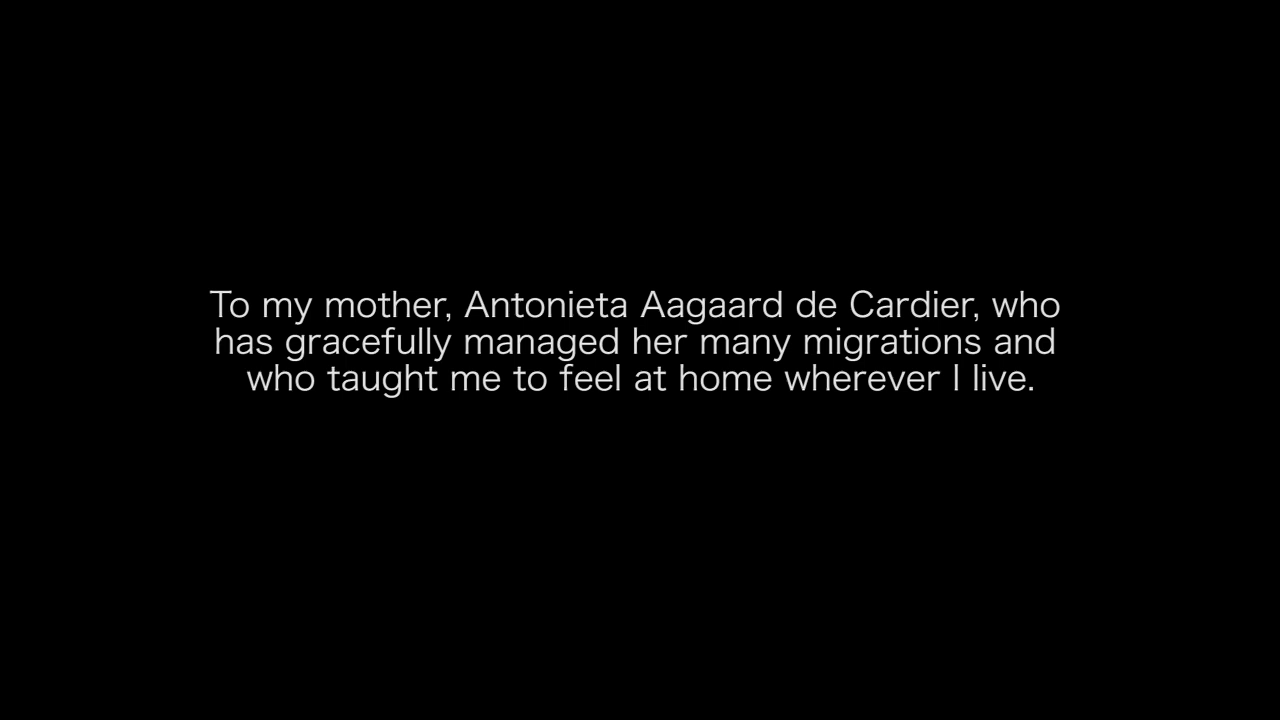 To my mother, Antonieta Aagaard de Cardier, who
has gracefully managed her many migrations and
who taught me to feel at home wherever I live.